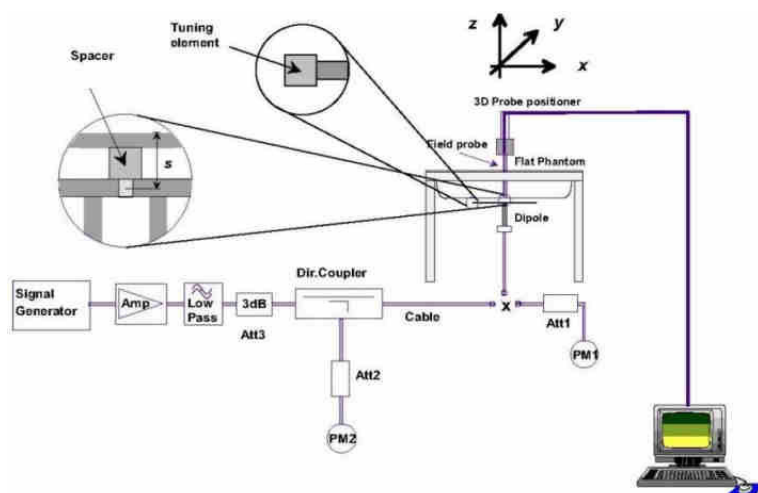 Tuning
element
Spacer
s
z
y
x
3D Probe positioner
Field probe
Flat Phantom
Dipole
Dir.Coupler
Signal
Generator
Amp
Low
Pass
3dB
Att3
Cable
x
Att1
PM1
Att2
PM2